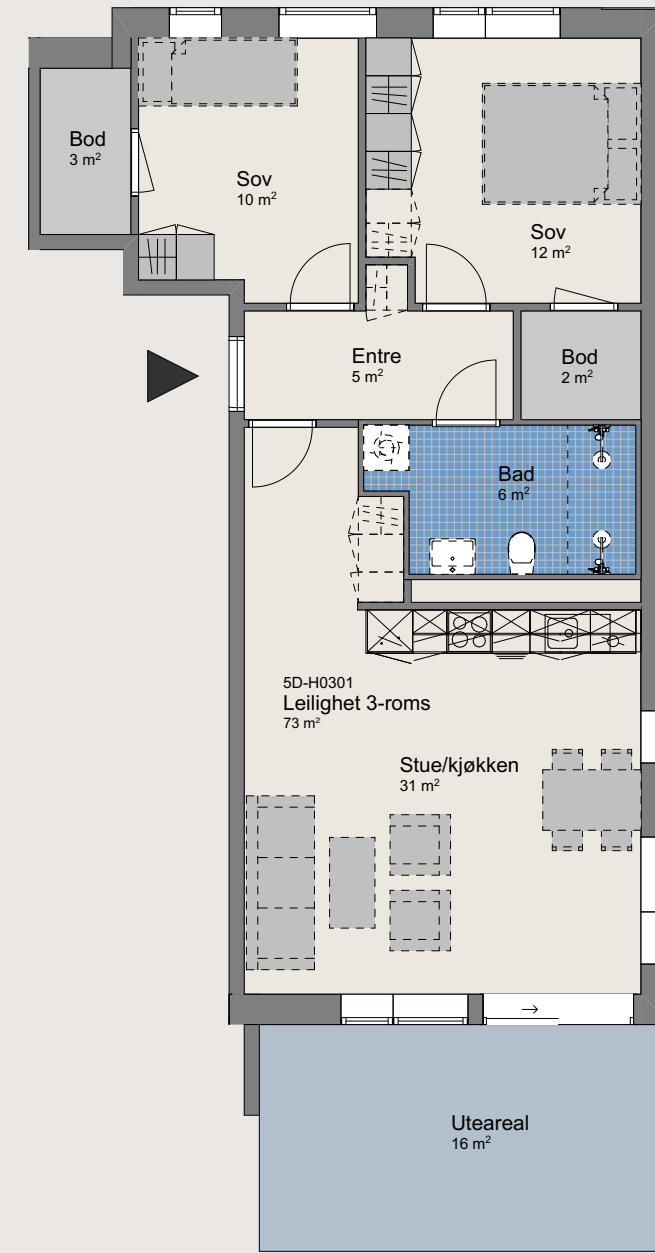 Bod
3 m²
Sov
10 m²
Sov
12 m²
Entre
5 m²
Bod
2 m²
Bad
6 m²
5D-H0301
Leilighet 3-roms
73 m²
Stue/kjøkken
31 m²
Uteareal
16 m²